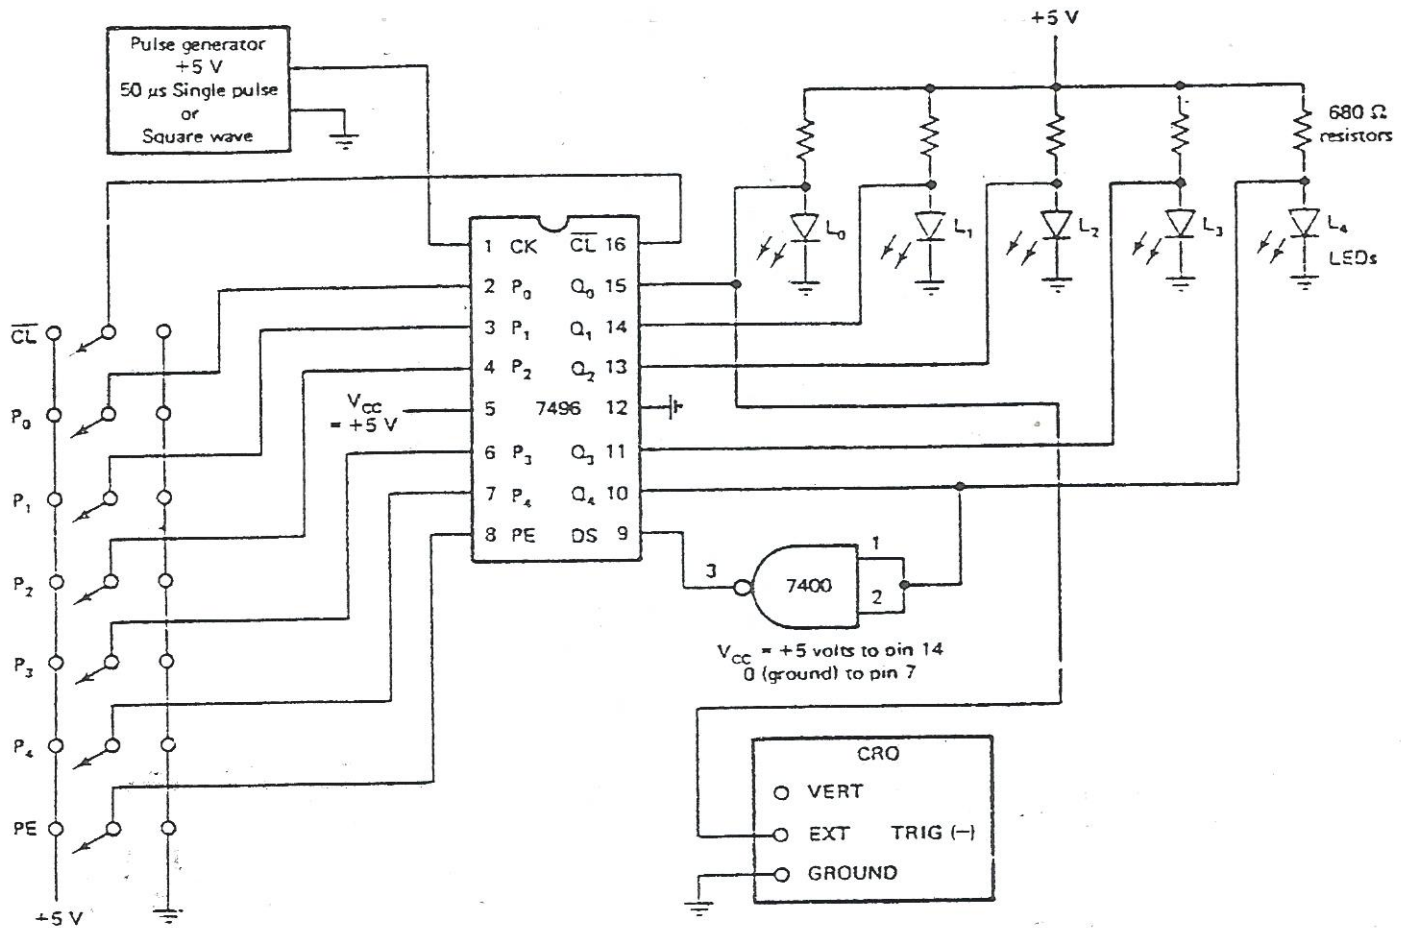 +5 V
Pulse generator
+5 V
50 µs Single pulse
or
Square wave
680 Ω
resistors
L₀
L₁
L₂
L₃
L₄
LEDs
1 CK C̅L̅ 16
2 P₀ Q₀ 15
3 P₁ Q₁ 14
4 P₂ Q₂ 13
5 7496 12
6 P₃ Q₃ 11
7 P₄ Q₄ 10
8 PE DS 9
V_CC
= +5 V
C̅L̅
P₀
P₁
P₂
P₃
P₄
PE
+5 V
3
7400
1
2
V_CC = +5 volts to pin 14
0 (ground) to pin 7
CRO
VERT
EXT TRIG (−)
GROUND